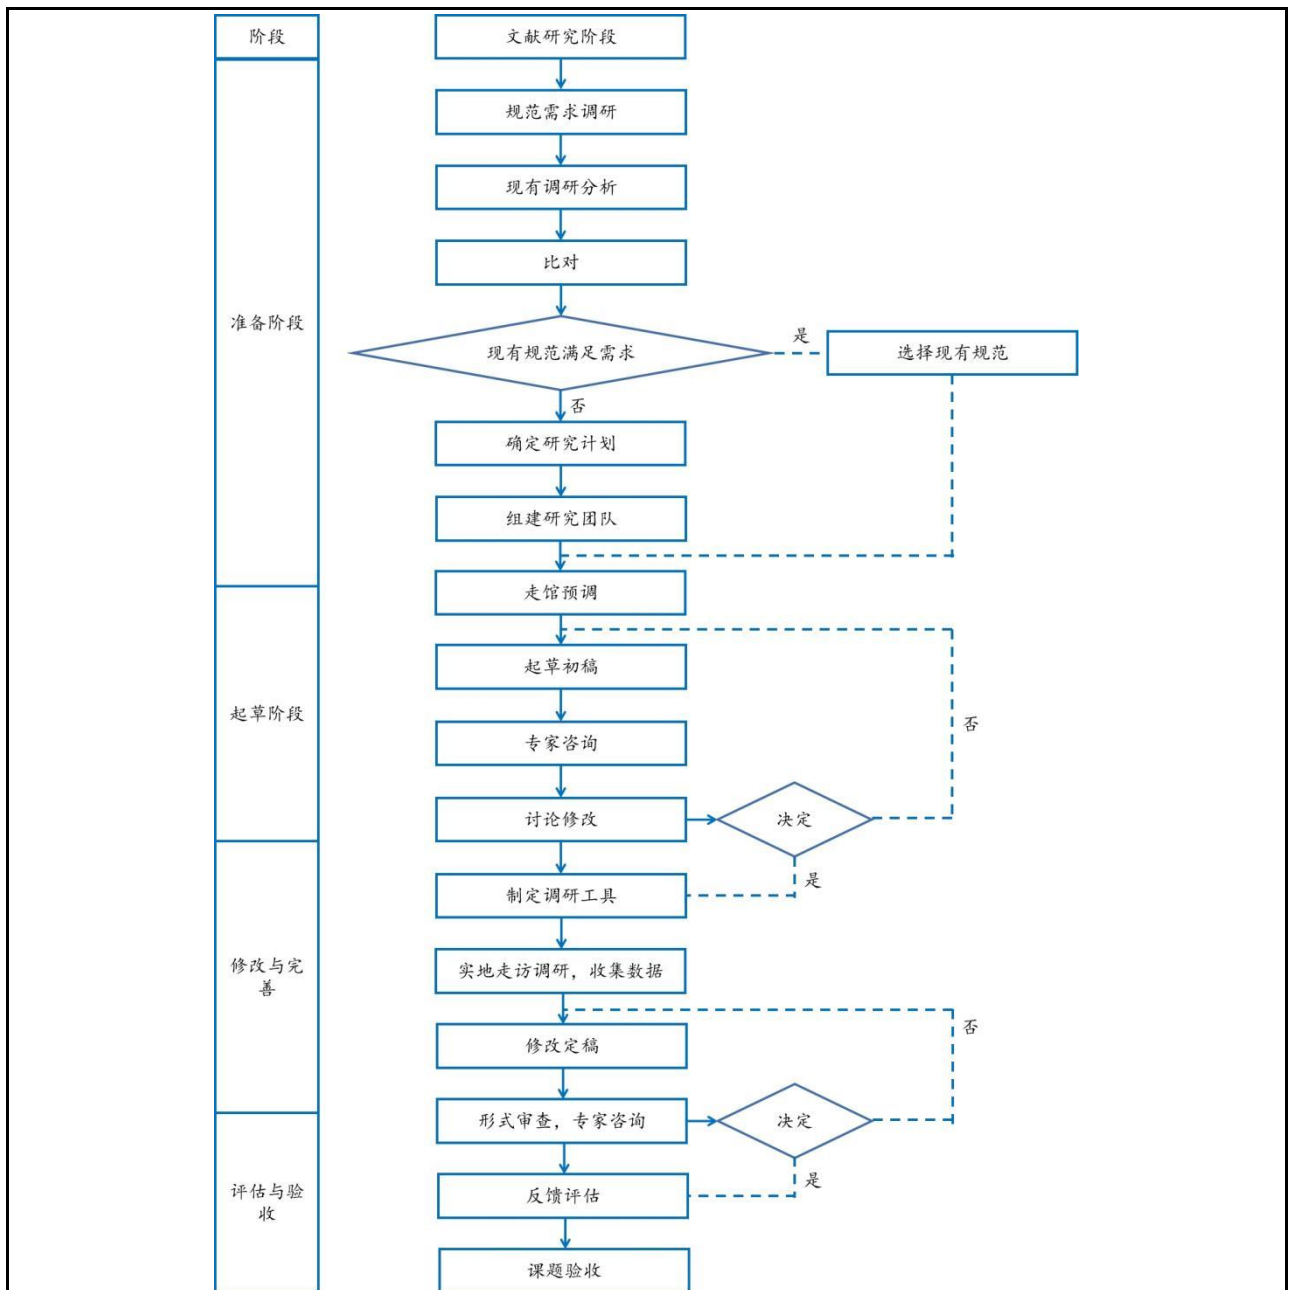 阶段
文献研究阶段
规范需求调研
现有调研分析
比对
准备阶段
现有规范满足需求
是
选择现有规范
否
确定研究计划
组建研究团队
走馆预调
起草初稿
起草阶段
专家咨询
否
讨论修改
决定
是
制定调研工具
修改与完
善
实地走访调研，收集数据
否
修改定稿
形式审查，专家咨询
决定
是
评估与验
收
反馈评估
课题验收